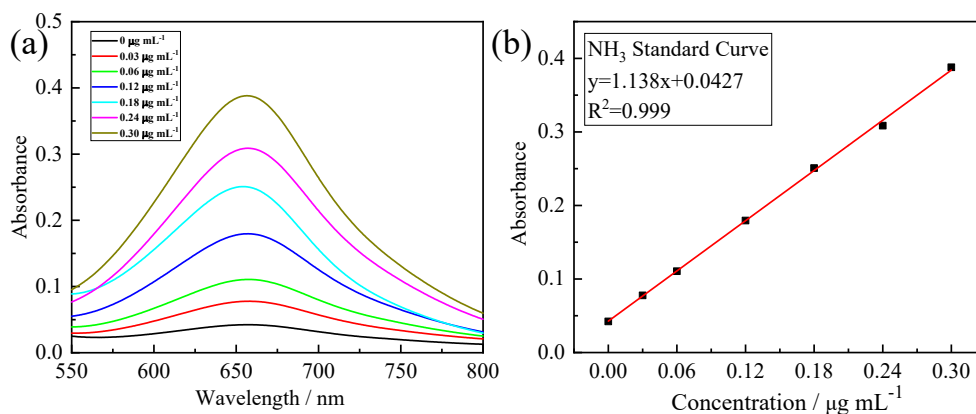 (a)
0.5
0.4
0.3
0.2
0.1
0.0
Absorbance
0 μg mL⁻¹
0.03 μg mL⁻¹
0.06 μg mL⁻¹
0.12 μg mL⁻¹
0.18 μg mL⁻¹
0.24 μg mL⁻¹
0.30 μg mL⁻¹
550 600 650 700 750 800
Wavelength / nm
(b)
NH₃ Standard Curve
y=1.138x+0.0427
R²=0.999
0.4
0.3
0.2
0.1
0.0
Absorbance
0.00 0.06 0.12 0.18 0.24 0.30
Concentration / μg mL⁻¹